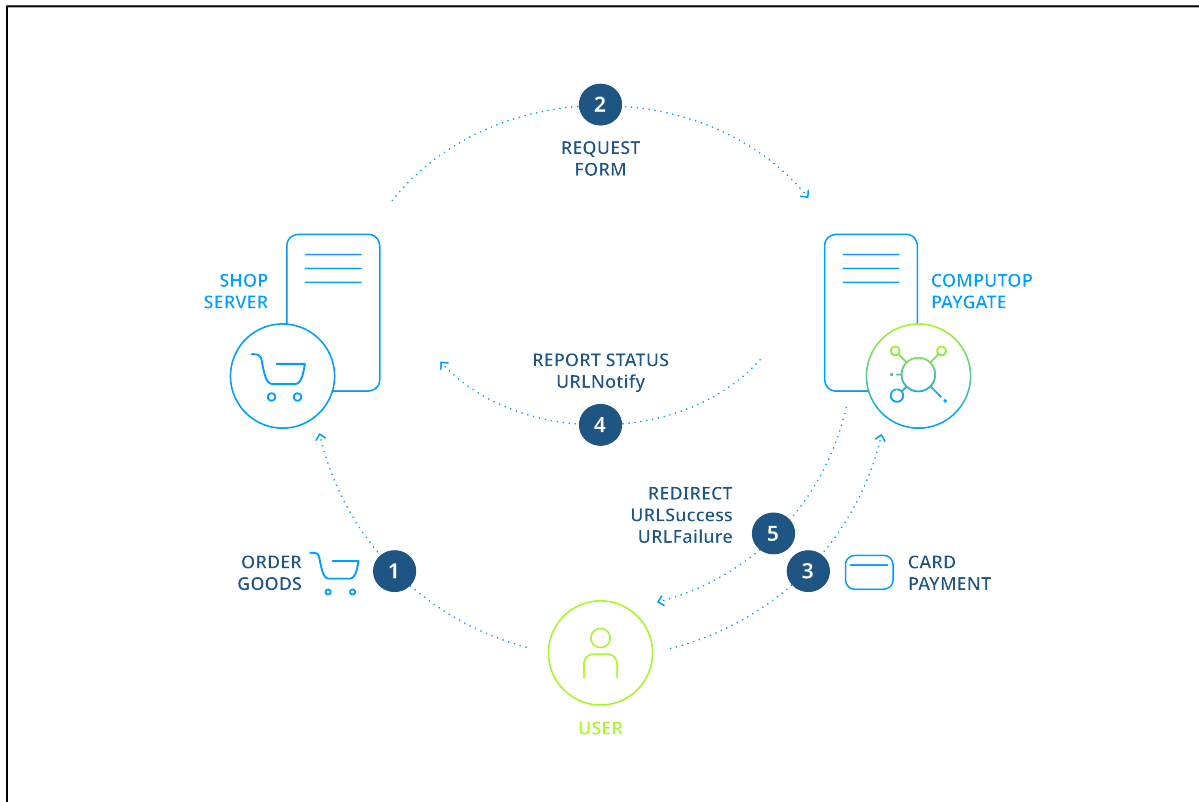 2
REQUEST
FORM
SHOP
SERVER
COMPUTOP
PAYGATE
REPORT STATUS
URLNotify
4
REDIRECT
URLSuccess
URLFailure
5
ORDER
GOODS
1
3
CARD
PAYMENT
USER